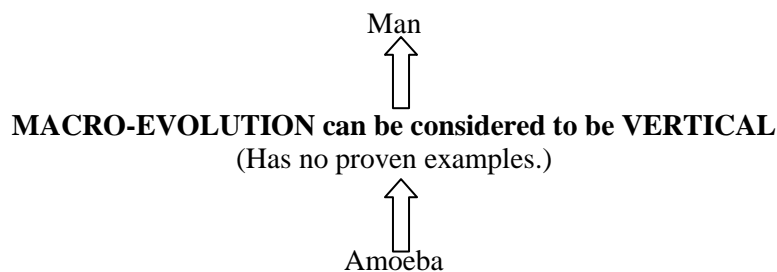 Man
MACRO-EVOLUTION can be considered to be VERTICAL
(Has no proven examples.)
Amoeba